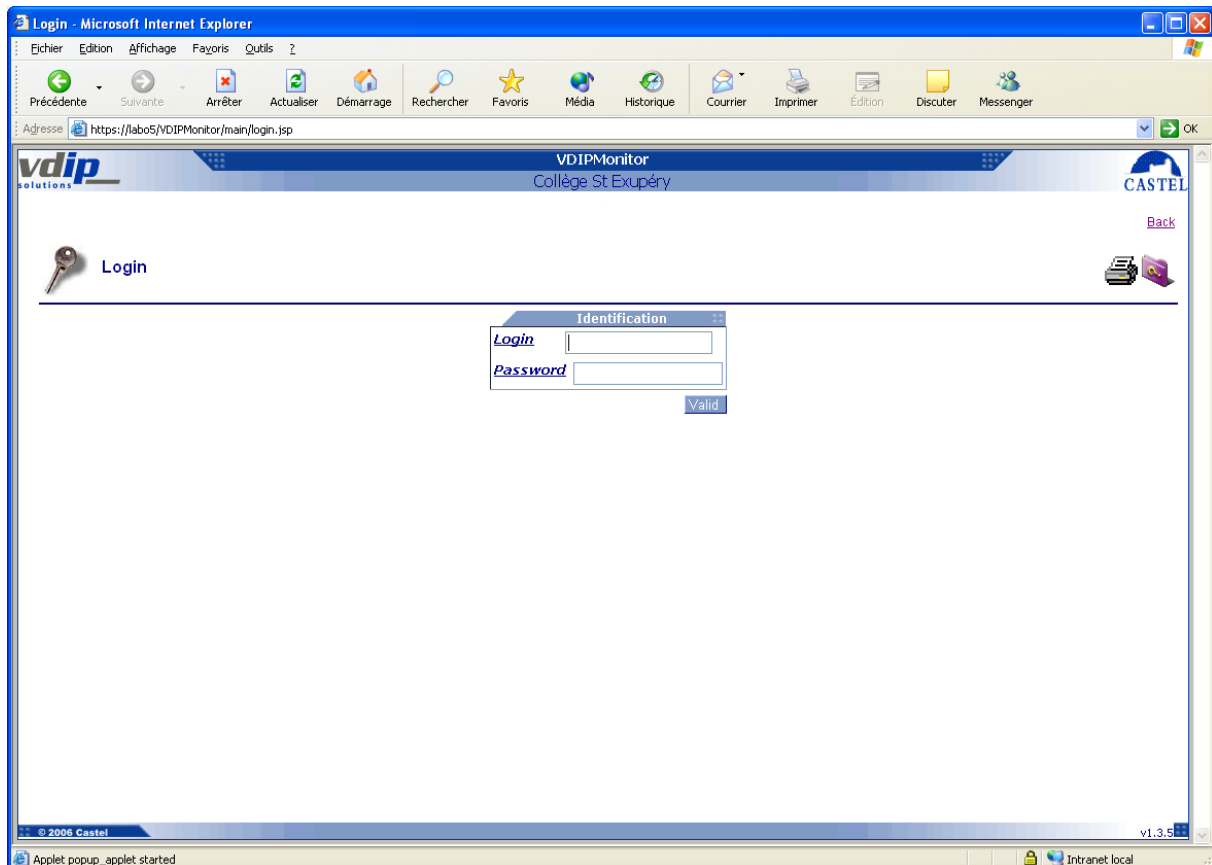 Login - Microsoft Internet Explorer
Fichier Edition Affichage Favoris Outils ?
Précédente Suivante Arrêter Actualiser Démarrage Rechercher Favoris Média Historique Courrier Imprimer Édition Discuter Messenger
Adresse https://labo5/VDIPMonitor/main/login.jsp OK
vdip solutions VDIPMonitor
Collège St Exupéry CASTEL
Back
Login
Identification
Login
Password
Valid
© 2006 Castel v1.3.5
Applet popup_applet started Intranet local